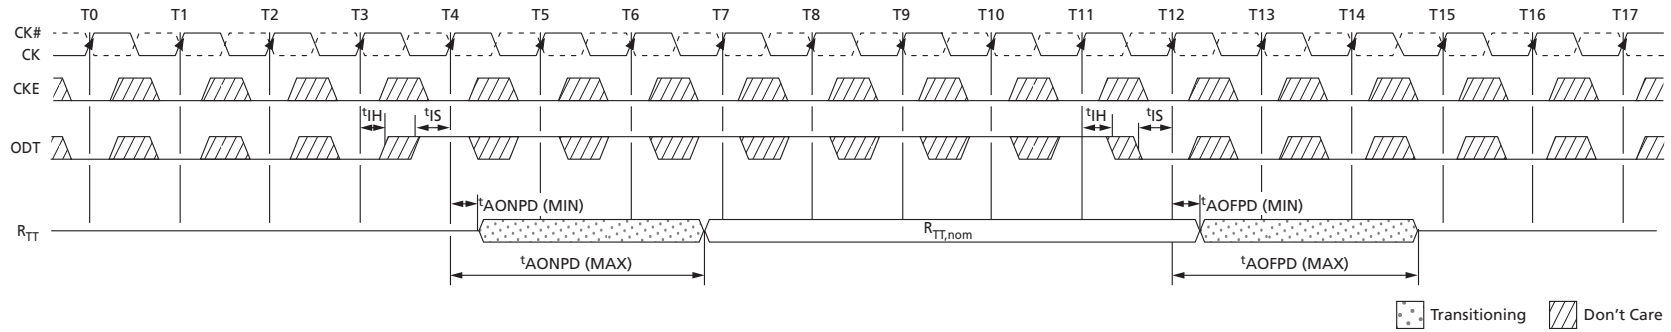 T0 T1 T2 T3 T4 T5 T6 T7 T8 T9 T10 T11 T12 T13 T14 T15 T16 T17
CK#
CK
CKE
tIH tIS tIH tIS
ODT
tAONPD (MIN) tAOFPD (MIN)
RTT RTT,nom
tAONPD (MAX) tAOFPD (MAX)
Transitioning Don't Care